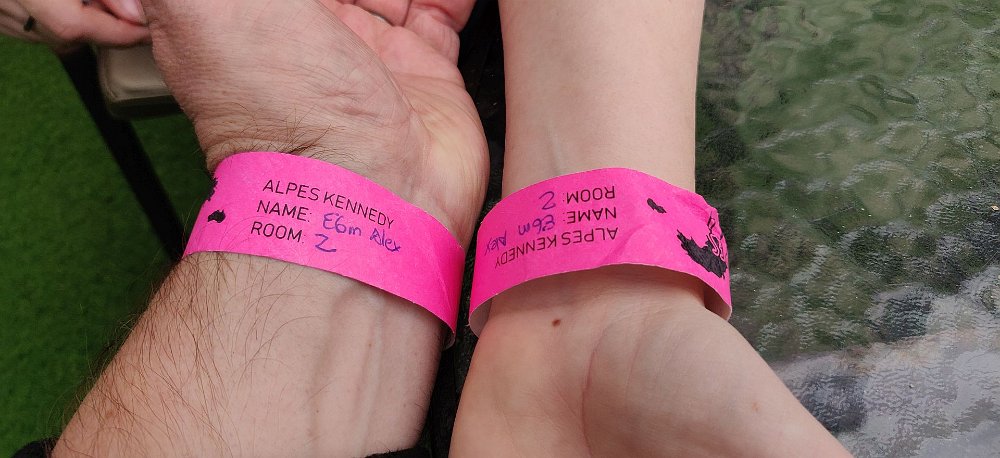 ALPES KENNEDY
NAME: E6m Alex
ROOM: 2
ALPES KENNEDY
NAME: E6m Alex
ROOM: 2